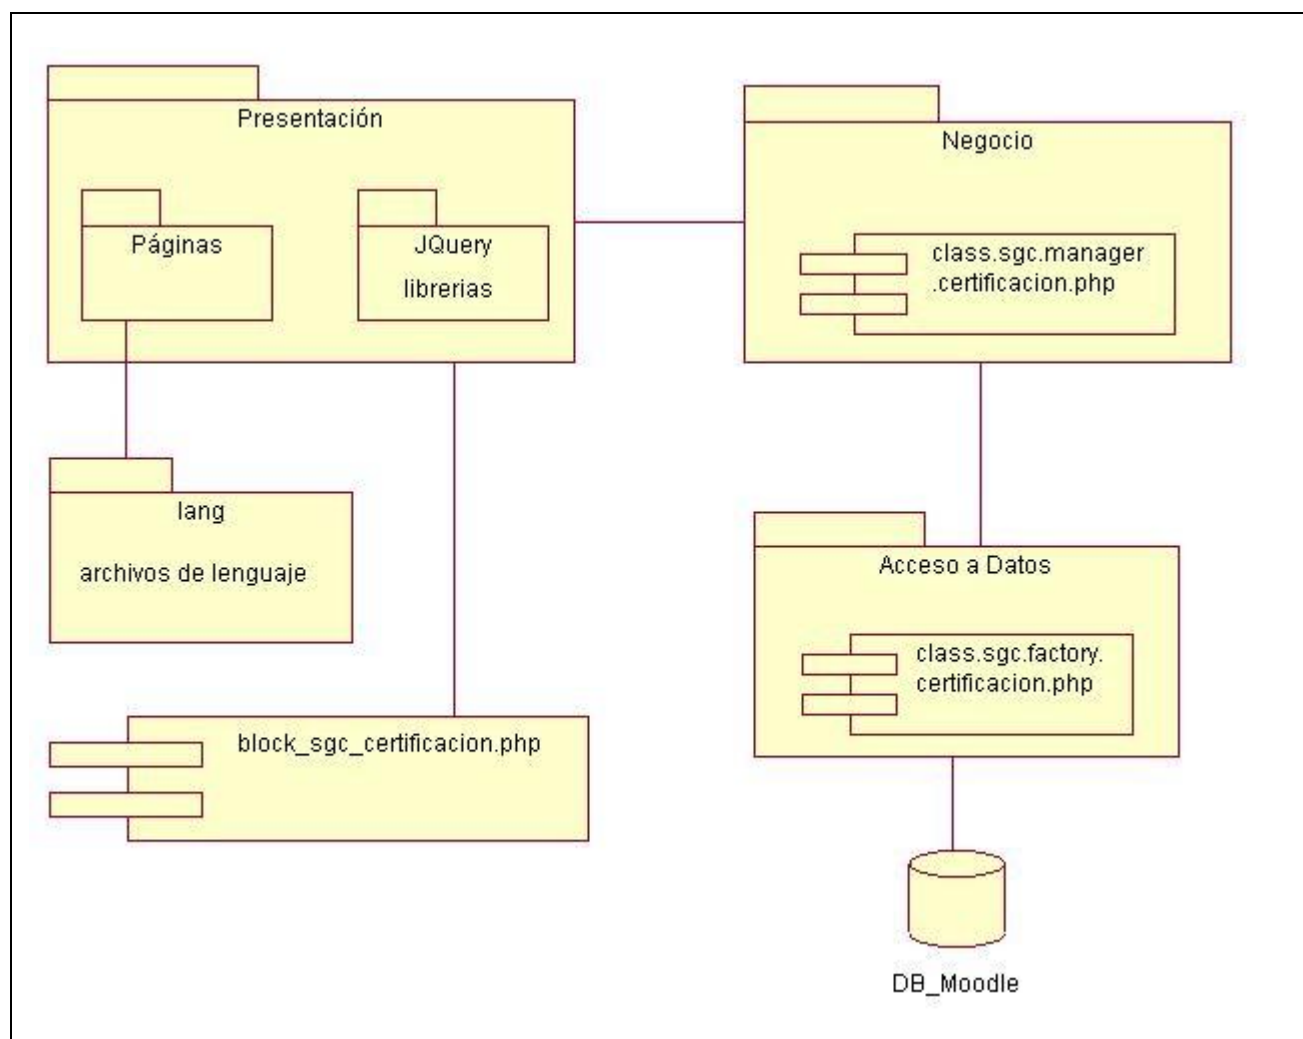 Presentación
Páginas
JQuery
librerias
Negocio
class.sgc.manager
.certificacion.php
lang
archivos de lenguaje
Acceso a Datos
class.sgc.factory.
certificacion.php
block_sgc_certificacion.php
DB_Moodle